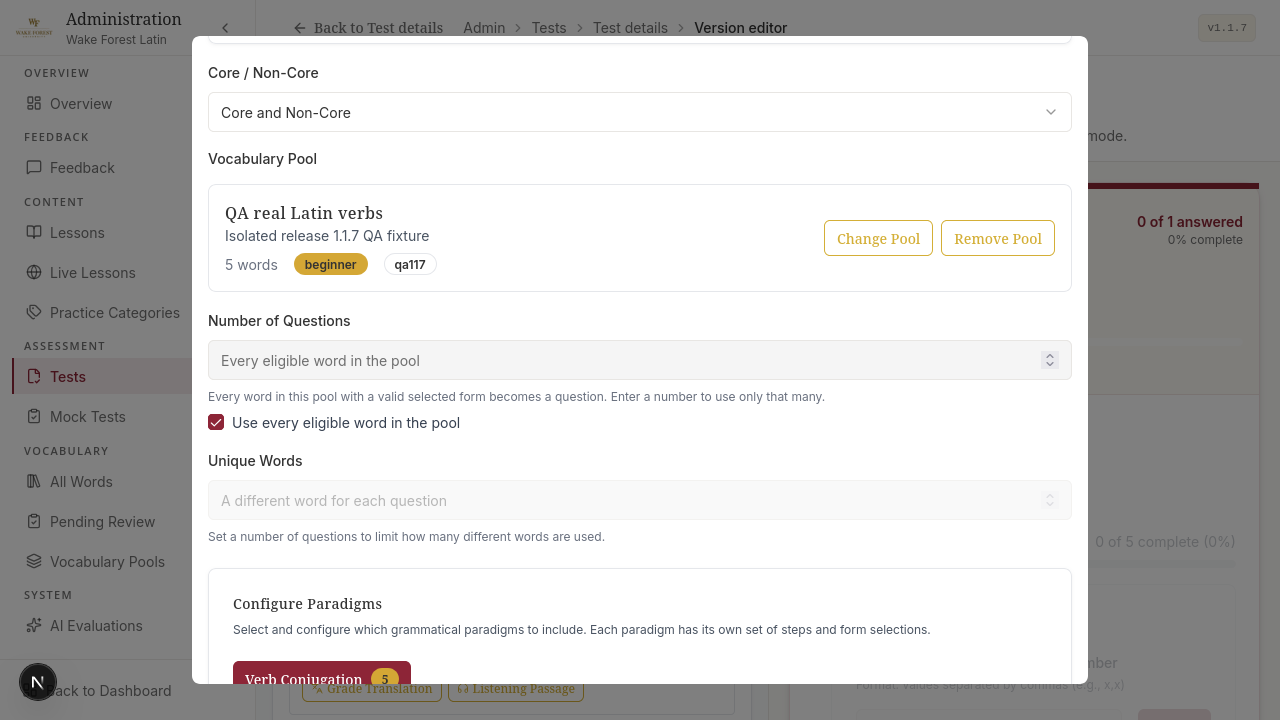 Administration
Wake Forest Latin
WAKE FOREST
Back to Test details
Admin
Tests
Test details
Version editor
v1.1.7
OVERVIEW
Overview
FEEDBACK
Feedback
CONTENT
Lessons
Live Lessons
Practice Categories
ASSESSMENT
Tests
Mock Tests
VOCABULARY
All Words
Pending Review
Vocabulary Pools
SYSTEM
AI Evaluations
Back to Dashboard
N
Core / Non-Core
Core and Non-Core
Vocabulary Pool
QA real Latin verbs
Isolated release 1.1.7 QA fixture
5 words
beginner
qa117
Change Pool
Remove Pool
Number of Questions
Every eligible word in the pool
Every word in this pool with a valid selected form becomes a question. Enter a number to use only that many.
Use every eligible word in the pool
Unique Words
A different word for each question
Set a number of questions to limit how many different words are used.
Configure Paradigms
Select and configure which grammatical paradigms to include. Each paradigm has its own set of steps and form selections.
Verb Conjugation 5
Grade Translation
Listening Passage
mode.
0 of 1 answered
0% complete
0 of 5 complete (0%)
mber
Format: values separated by commas (e.g., x,x)